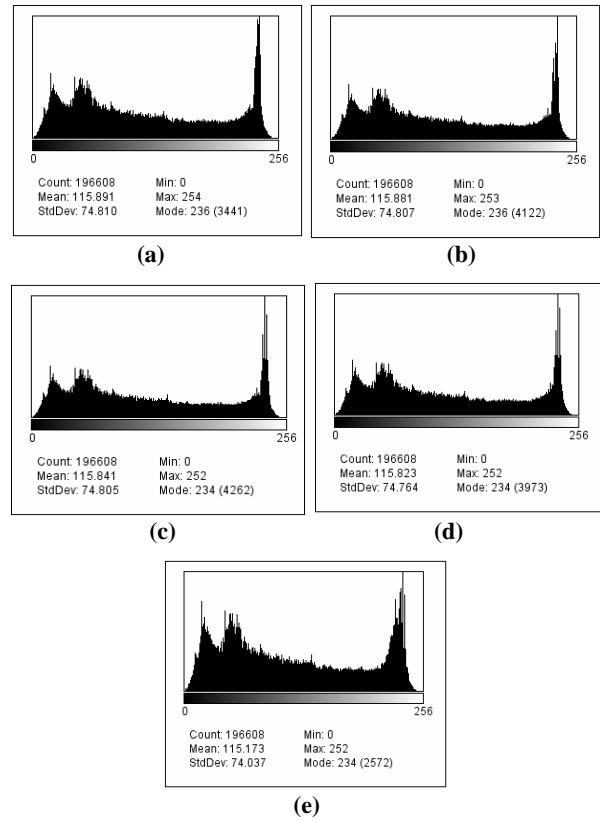 0 256
Count: 196608 Min: 0
Mean: 115.891 Max: 254
StdDev: 74.810 Mode: 236 (3441)
(a)
0 256
Count: 196608 Min: 0
Mean: 115.881 Max: 253
StdDev: 74.807 Mode: 236 (4122)
(b)
0 256
Count: 196608 Min: 0
Mean: 115.841 Max: 252
StdDev: 74.805 Mode: 234 (4262)
(c)
0 256
Count: 196608 Min: 0
Mean: 115.823 Max: 252
StdDev: 74.764 Mode: 234 (3973)
(d)
0 256
Count: 196608 Min: 0
Mean: 115.173 Max: 252
StdDev: 74.037 Mode: 234 (2572)
(e)